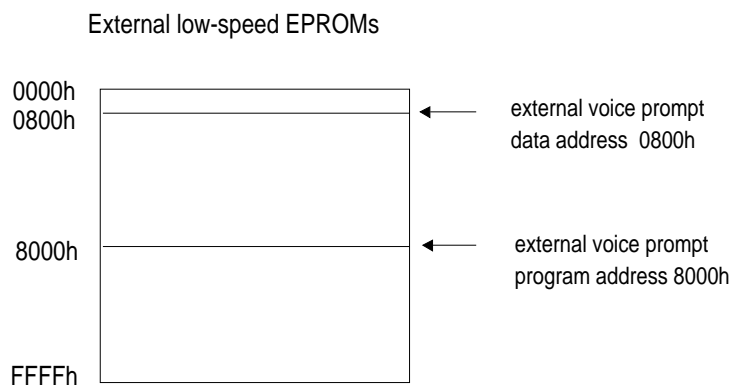 External low-speed EPROMs
0000h
0800h
external voice prompt
data address 0800h
8000h
external voice prompt
program address 8000h
FFFFh